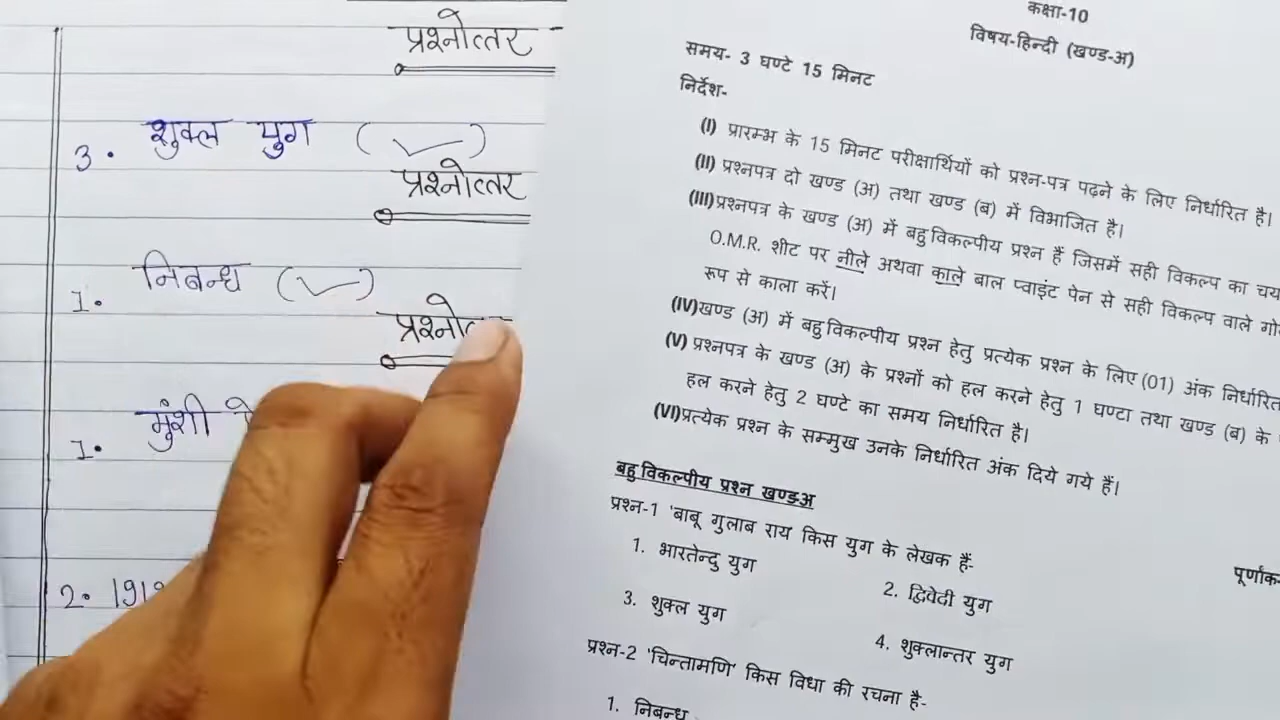 प्रश्नोत्तर
3. शुक्ल युग ( ✓ )
प्रश्नोत्तर
1. निबन्ध ( ✓ )
1. मुंशी
2.
कक्षा-10
विषय-हिन्दी (खण्ड-अ)
समय- 3 घण्टे 15 मिनट
निर्देश-
(I) प्रारम्भ के 15 मिनट परीक्षार्थियों को प्रश्न-पत्र पढ़ने के लिए निर्धारित है।
(II) प्रश्नपत्र दो खण्ड (अ) तथा खण्ड (ब) में विभाजित है।
(III)प्रश्नपत्र के खण्ड (अ) में बहुविकल्पीय प्रश्न हैं जिसमें सही विकल्प का
O.M.R. शीट पर नीले अथवा काले बाल प्वाइंट पेन से सही विकल्प वाले
रूप से काला करें।
(IV)खण्ड (अ) में बहुविकल्पीय प्रश्न हेतु प्रत्येक प्रश्न के लिए (01) अंक निर्धारित
(V) प्रश्नपत्र के खण्ड (अ) के प्रश्नों को हल करने हेतु 1 घण्टा तथा खण्ड (ब) के
हल करने हेतु 2 घण्टे का समय निर्धारित है।
(VI)प्रत्येक प्रश्न के सम्मुख उनके निर्धारित अंक दिये गये हैं।
बहुविकल्पीय प्रश्न खण्डअ
पूर्णांक-
प्रश्न-1 'बाबू गुलाब राय' किस युग के लेखक हैं-
1. भारतेन्दु युग 2. द्विवेदी युग
3. शुक्ल युग 4. शुक्लान्तर युग
प्रश्न-2 'चिन्तामणि' किस विधा की रचना है-
1. निबन्ध